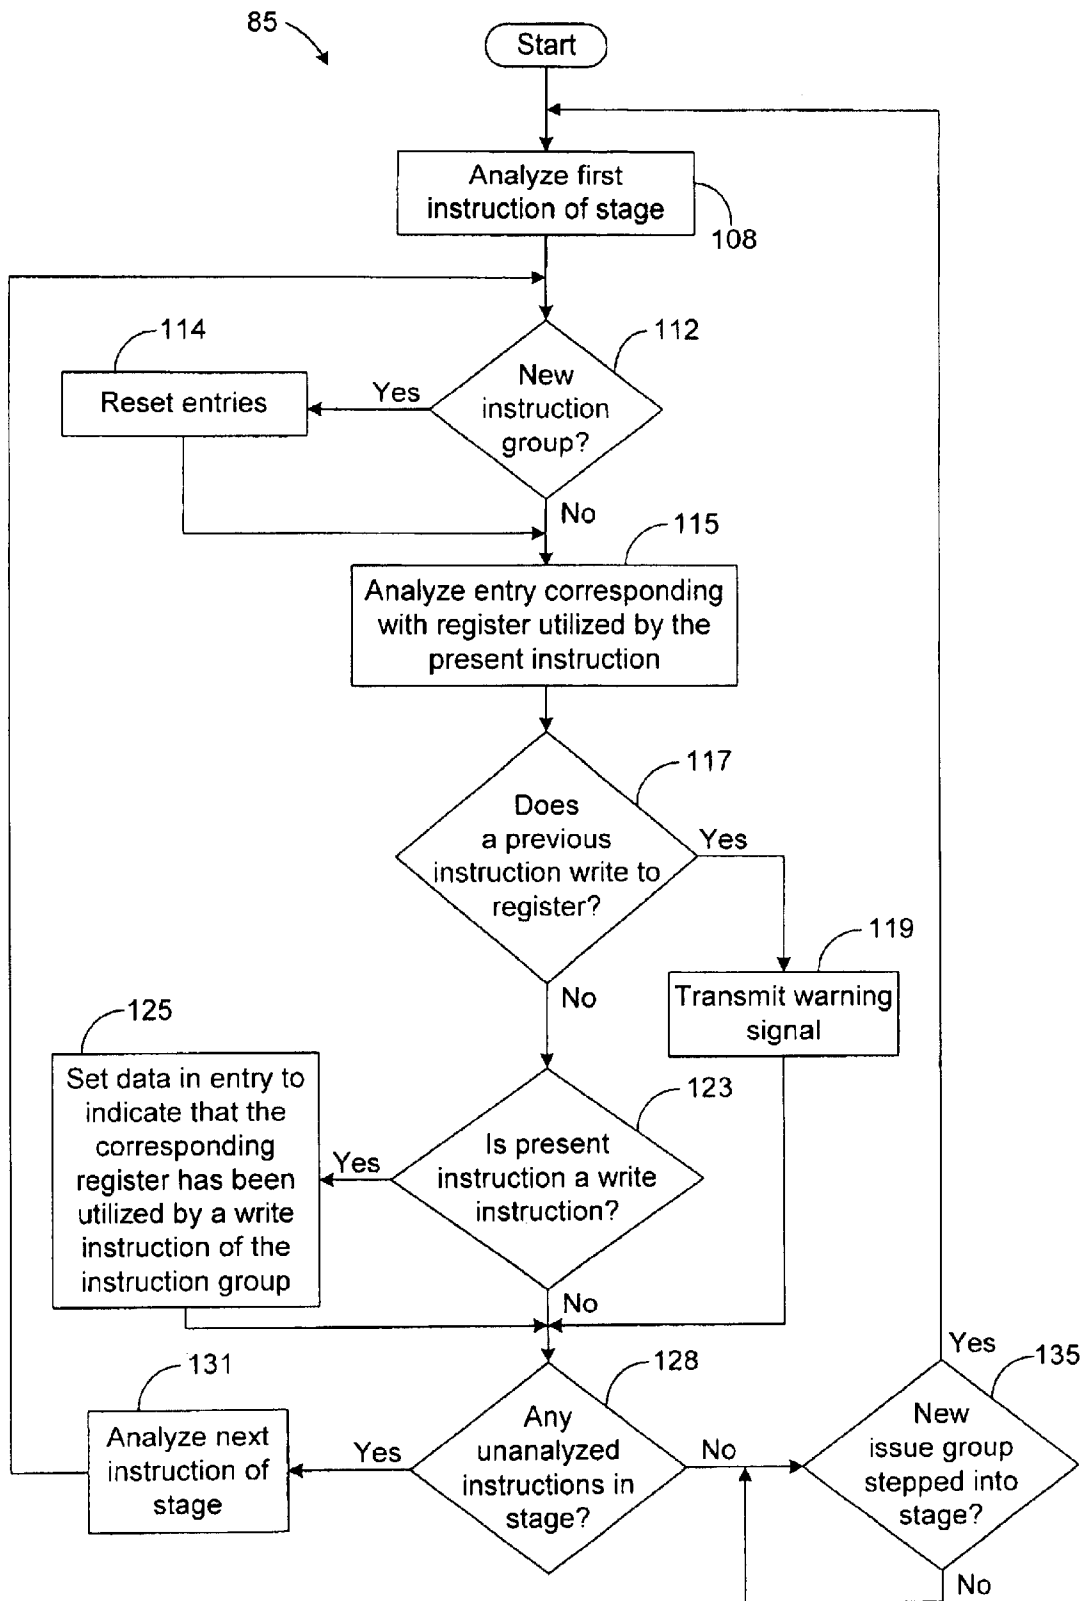 85
Start
Analyze first
instruction of stage
108
114
112
Reset entries
Yes
New
instruction
group?
No
115
Analyze entry corresponding
with register utilized by the
present instruction
117
Does
a previous
instruction write to
register?
Yes
119
No
Transmit warning
signal
125
Set data in entry to
indicate that the
corresponding
register has been
utilized by a write
instruction of the
instruction group
Yes
123
Is present
instruction a write
instruction?
No
131
128
Yes
135
Analyze next
instruction of
stage
Yes
Any
unanalyzed
instructions in
stage?
No
New
issue group
stepped into
stage?
No